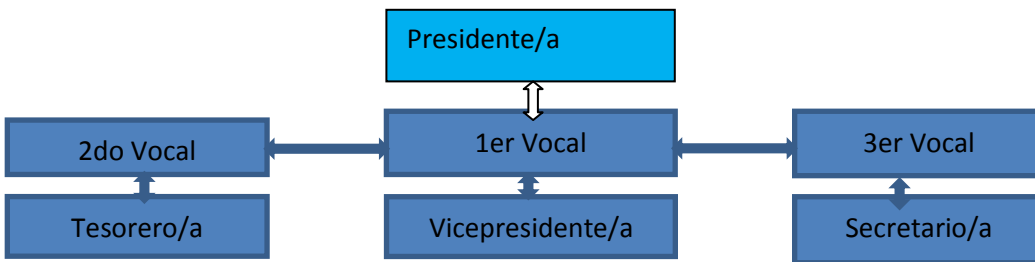 Presidente/a
2do Vocal
1er Vocal
3er Vocal
Tesorero/a
Vicepresidente/a
Secretario/a